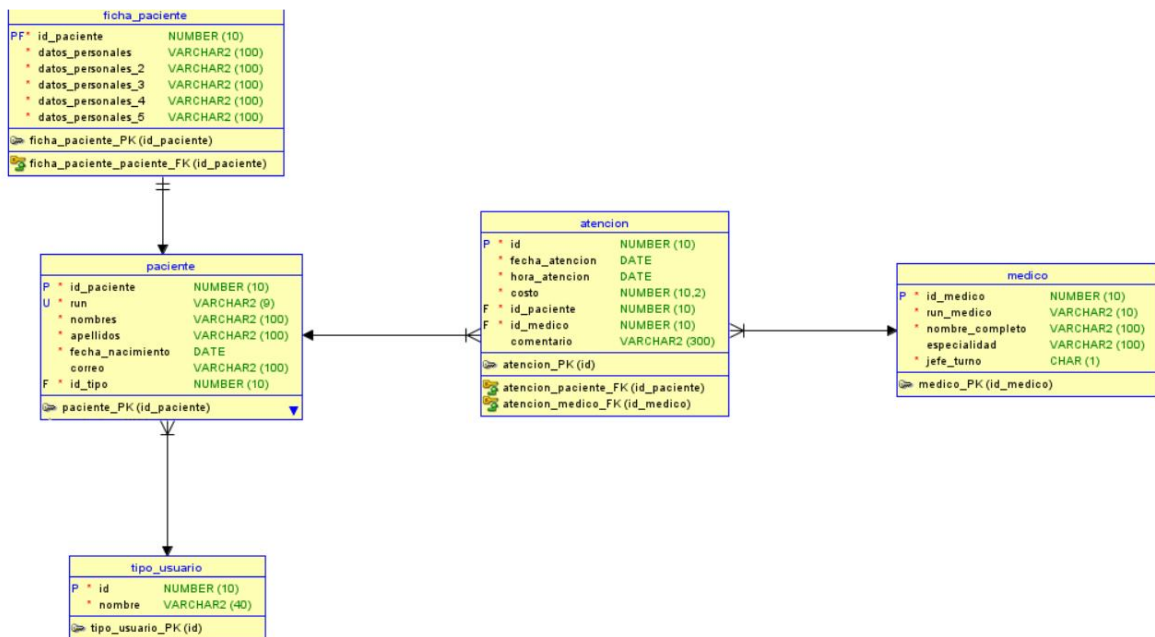 ficha_paciente
PF* id_paciente NUMBER (10)
* datos_personales VARCHAR2 (100)
* datos_personales_2 VARCHAR2 (100)
* datos_personales_3 VARCHAR2 (100)
* datos_personales_4 VARCHAR2 (100)
* datos_personales_5 VARCHAR2 (100)
ficha_paciente_PK (id_paciente)
ficha_paciente_paciente_FK (id_paciente)
paciente
P * id_paciente NUMBER (10)
U * run VARCHAR2 (9)
* nombres VARCHAR2 (100)
* apellidos VARCHAR2 (100)
* fecha_nacimiento DATE
correo VARCHAR2 (100)
F * id_tipo NUMBER (10)
paciente_PK (id_paciente)
atencion
P * id NUMBER (10)
* fecha_atencion DATE
* hora_atencion DATE
* costo NUMBER (10,2)
F * id_paciente NUMBER (10)
F * id_medico NUMBER (10)
comentario VARCHAR2 (300)
atencion_PK (id)
atencion_paciente_FK (id_paciente)
atencion_medico_FK (id_medico)
medico
P * id_medico NUMBER (10)
* run_medico VARCHAR2 (10)
* nombre_completo VARCHAR2 (100)
especialidad VARCHAR2 (100)
* jefe_turno CHAR (1)
medico_PK (id_medico)
tipo_usuario
P * id NUMBER (10)
* nombre VARCHAR2 (40)
tipo_usuario_PK (id)